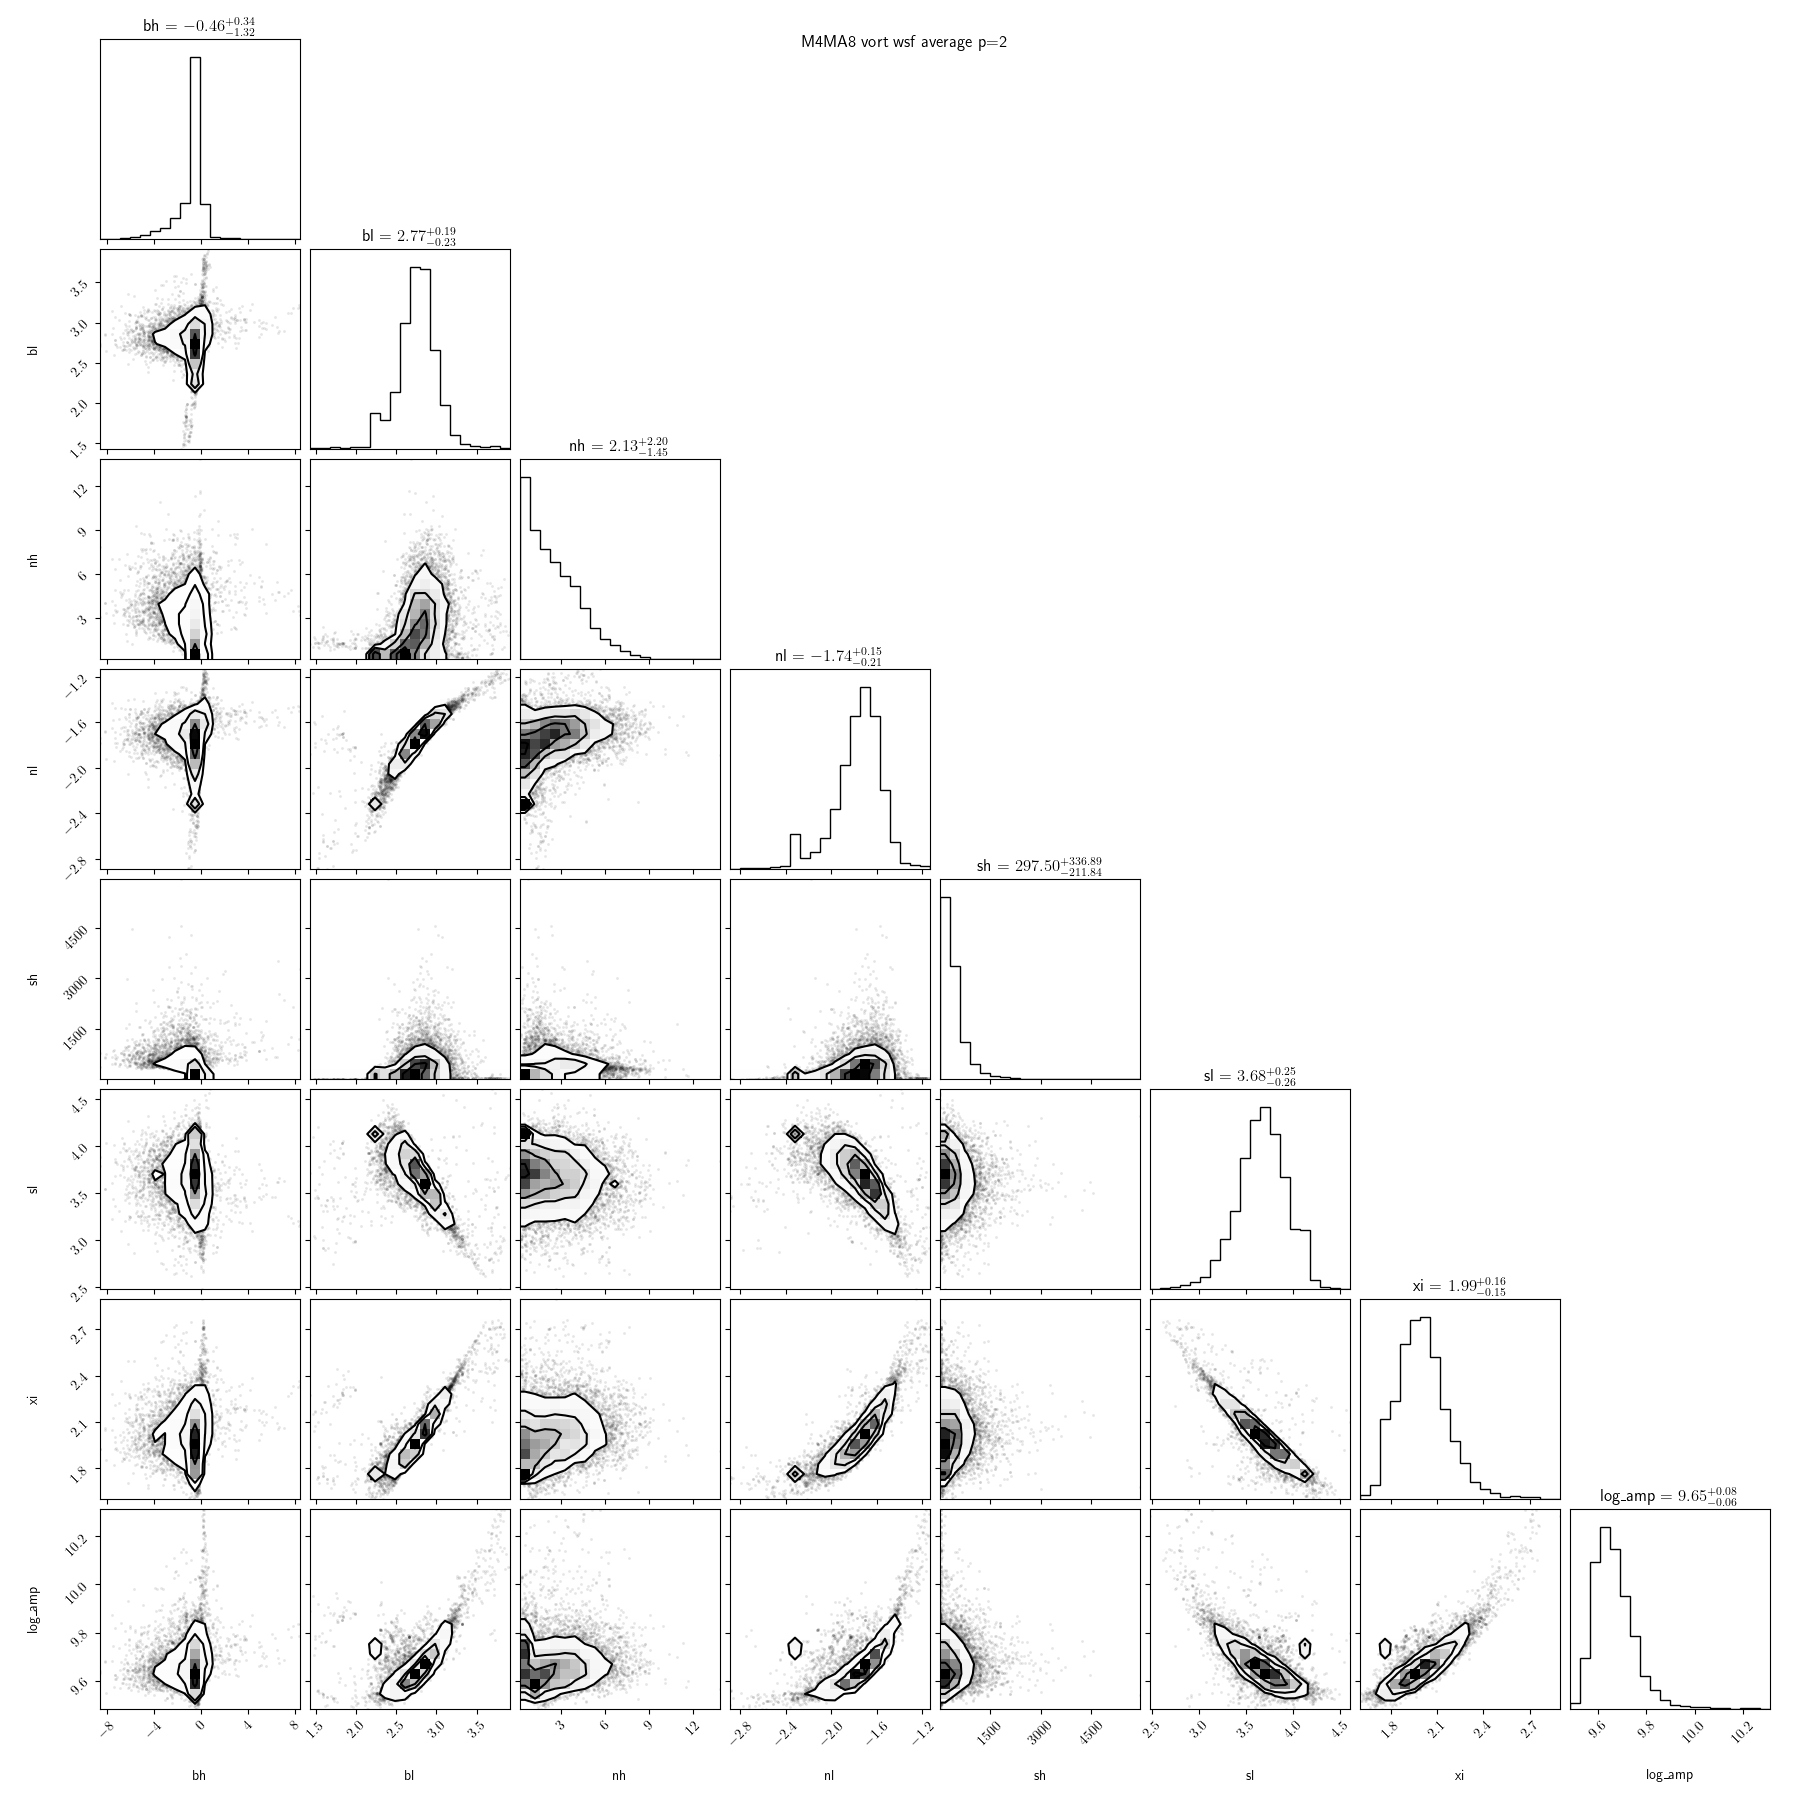 M4MA8 vort wsf average p=2
bh = −0.46+0.34 −1.32
bl = 2.77+0.19 −0.23
nh = 2.13+2.20 −1.45
nl = −1.74+0.15 −0.21
sh = 297.50+336.89 −211.84
sl = 3.68+0.25 −0.26
xi = 1.99+0.16 −0.15
log_amp = 9.65+0.08 −0.06
bl
3.5
3.0
2.5
2.0
1.5
nh
12
9
6
3
nl
−1.2
−1.6
−2.0
−2.4
−2.8
sh
4500
3000
1500
sl
4.5
4.0
3.5
3.0
2.5
xi
2.7
2.4
2.1
1.8
log_amp
10.2
10.0
9.8
9.6
−8 −4 0 4 8 1.5 2.0 2.5 3.0 3.5 3 6 9 12 −2.8 −2.4 −2.0 −1.6 −1.2 1500 3000 4500 2.5 3.0 3.5 4.0 4.5 1.8 2.1 2.4 2.7 9.6 9.8 10.0 10.2
bh bl nh nl sh sl xi log_amp